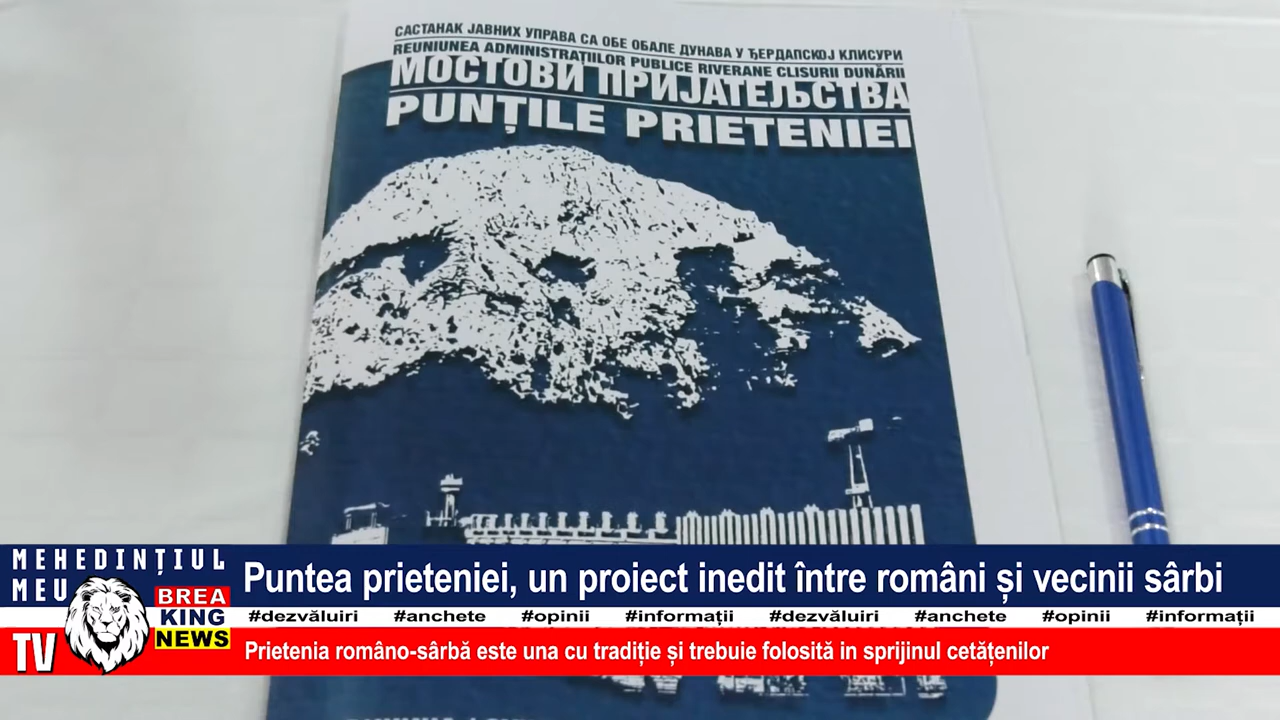 САСТАНАК ЈАВНИХ УПРАВА СА ОБЕ ОБАЛЕ ДУНАВА У ЂЕРДАПСКОЈ КЛИСУРИ
REUNIUNEA ADMINISTRAȚIILOR PUBLICE RIVERANE CLISURII DUNĂRII
МОСТОВИ ПРИЈАТЕЉСТВА
PUNȚILE PRIETENIEI
MEHEDINȚIUL
MEU
TV
BREA
KING
NEWS
Puntea prieteniei, un proiect inedit între români și vecinii sârbi
#dezvăluiri #anchete #opinii #informații #dezvăluiri #anchete #opinii #informații
Prietenia româno-sârbă este una cu tradiție și trebuie folosită in sprijinul cetățenilor